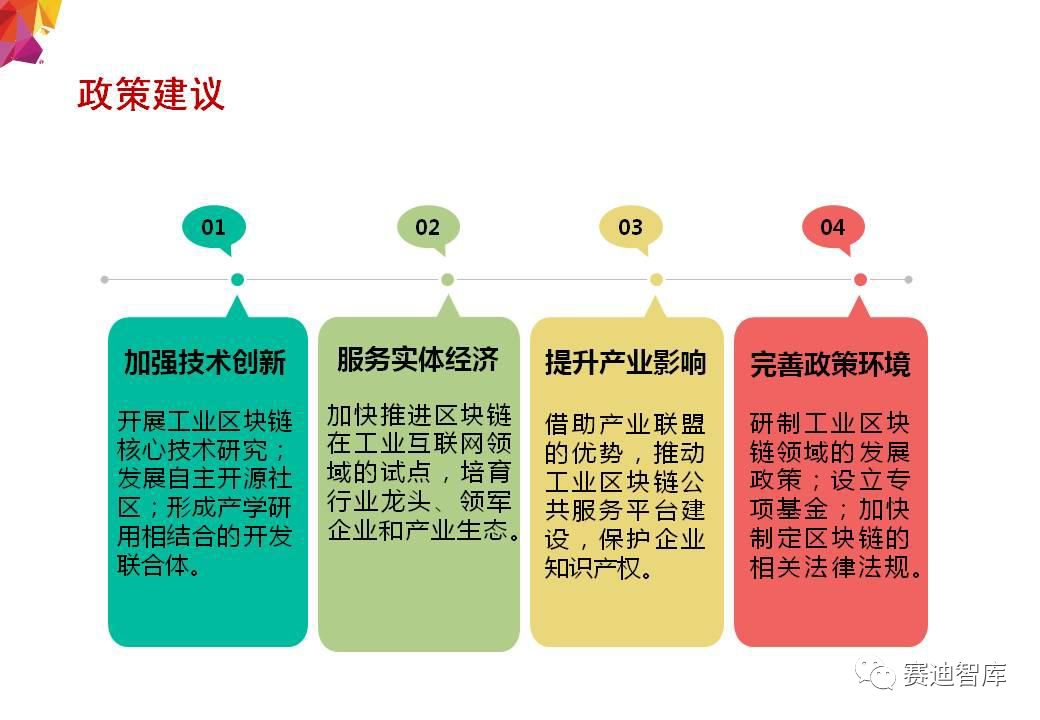 政策建议
01
02
03
04
加强技术创新
开展工业区块链
核心技术研究；
发展自主开源社
区；形成产学研
用相结合的开发
联合体。
服务实体经济
加快推进区块链
在工业互联网领
域的试点，培育
行业龙头、领军
企业和产业生态。
提升产业影响
借助产业联盟
的优势，推动
工业区块链公
共服务平台建
设，保护企业
知识产权。
完善政策环境
研制工业区块
链领域的发展
政策；设立专
项基金；加快
制定区块链的
相关法律法规。
赛迪智库